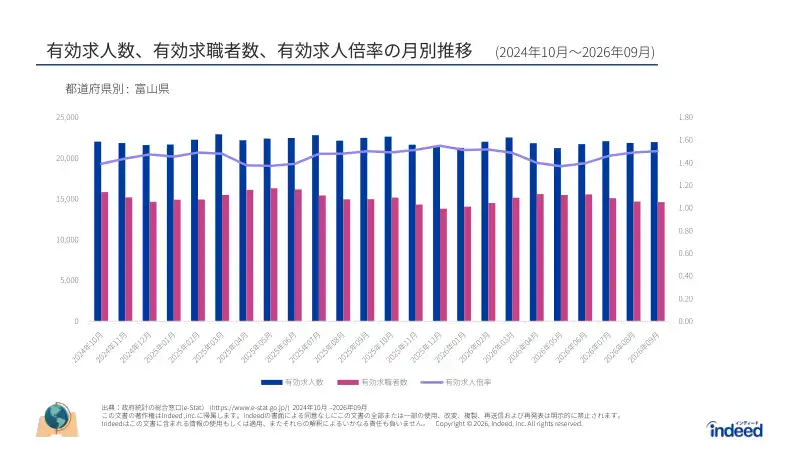 有効求人数、有効求職者数、有効求人倍率の月別推移 (2024年10月～2026年09月)
都道府県別 : 富山県
25,000
20,000
15,000
10,000
5,000
0
1.80
1.60
1.40
1.20
1.00
0.80
0.60
0.40
0.20
0.00
2024年10月
2024年11月
2024年12月
2025年01月
2025年02月
2025年03月
2025年04月
2025年05月
2025年06月
2025年07月
2025年08月
2025年09月
2025年10月
2025年11月
2025年12月
2026年01月
2026年02月
2026年03月
2026年04月
2026年05月
2026年06月
2026年07月
2026年08月
2026年09月
有効求人数 有効求職者数 有効求人倍率
出典：政府統計の総合窓口(e-Stat) (https://www.e-stat.go.jp/) 2024年10月 –2026年09月
この文書の著作権はIndeed ,inc.に帰属します。Indeedの書面による同意なしにこの文書の全部または一部の使用、改変、複製、再送信および再発表は明示的に禁止されます。
Indeedはこの文書に含まれる情報の使用もしくは適用、またそれらの解釈によるいかなる責任も負いません。 Copyright © 2026, Indeed, Inc. All rights reserved.
インディード
indeed